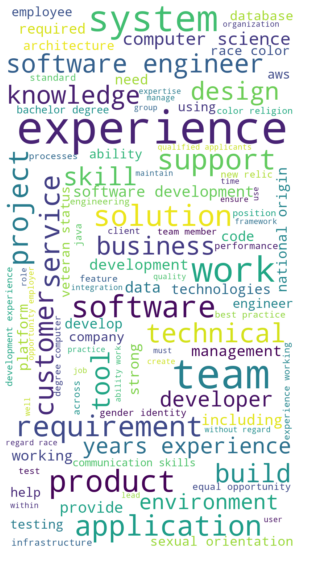 employee
system
database
organization
required
computer science
architecture
race color
software engineer
aws
standard
need
expertise
manage
knowledge
design
bachelor degree
group
using
color religion
experience
qualified applicants
processes
ability
support
project
skill
maintain
new relic
time
national origin
customer service
veteran status
software development
ensure
use
engineering
solution
position
framework
java
client
team member
code
business
performance
development
work
quality
feature
integration
data
technologies
development experience
role
opportunity employer
platform
software
engineer
best practice
develop
technical
company
strong
management
practice
ability work
tool
must
create
team
experience working
degree computer
job
across
well
developer
gender identity
requirement
including
without regard
regard race
years experience
working
communication skills
test
product
build
help
equal opportunity
within
lead
provide
environment
testing
application
user
infrastructure
sexual orientation